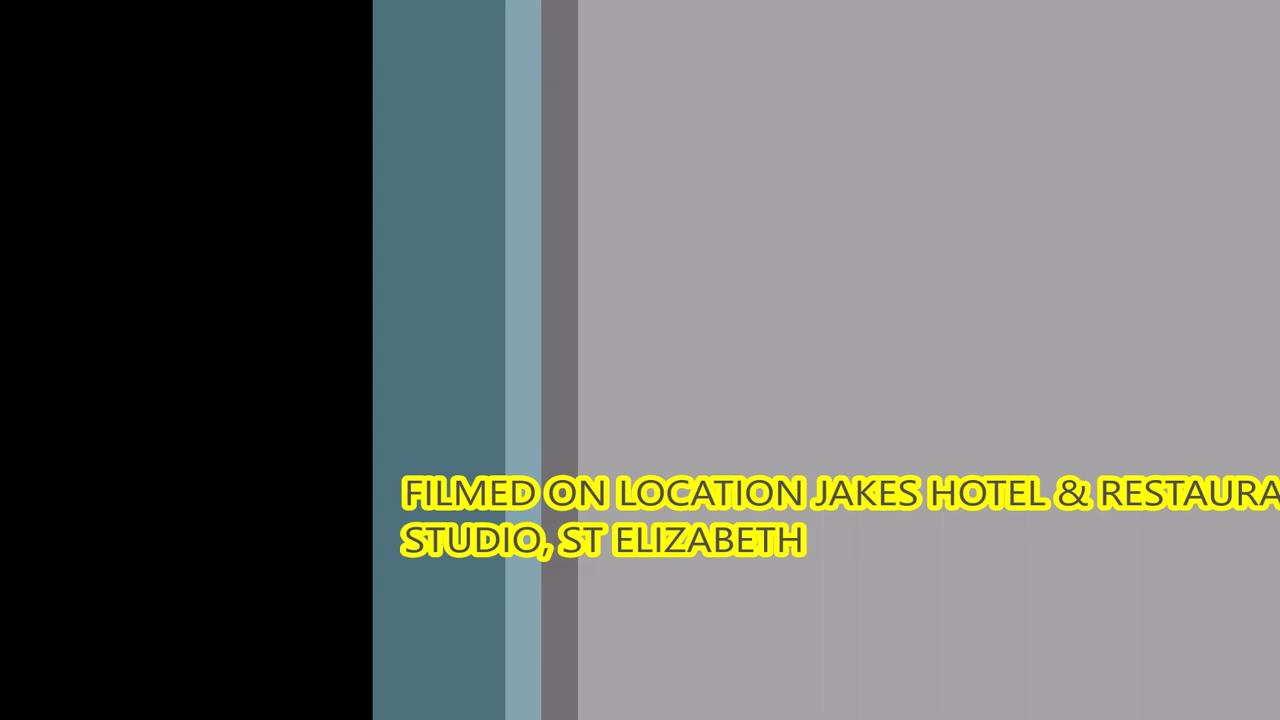 FILMED ON LOCATION JAKES HOTEL & RESTAURA
STUDIO, ST ELIZABETH